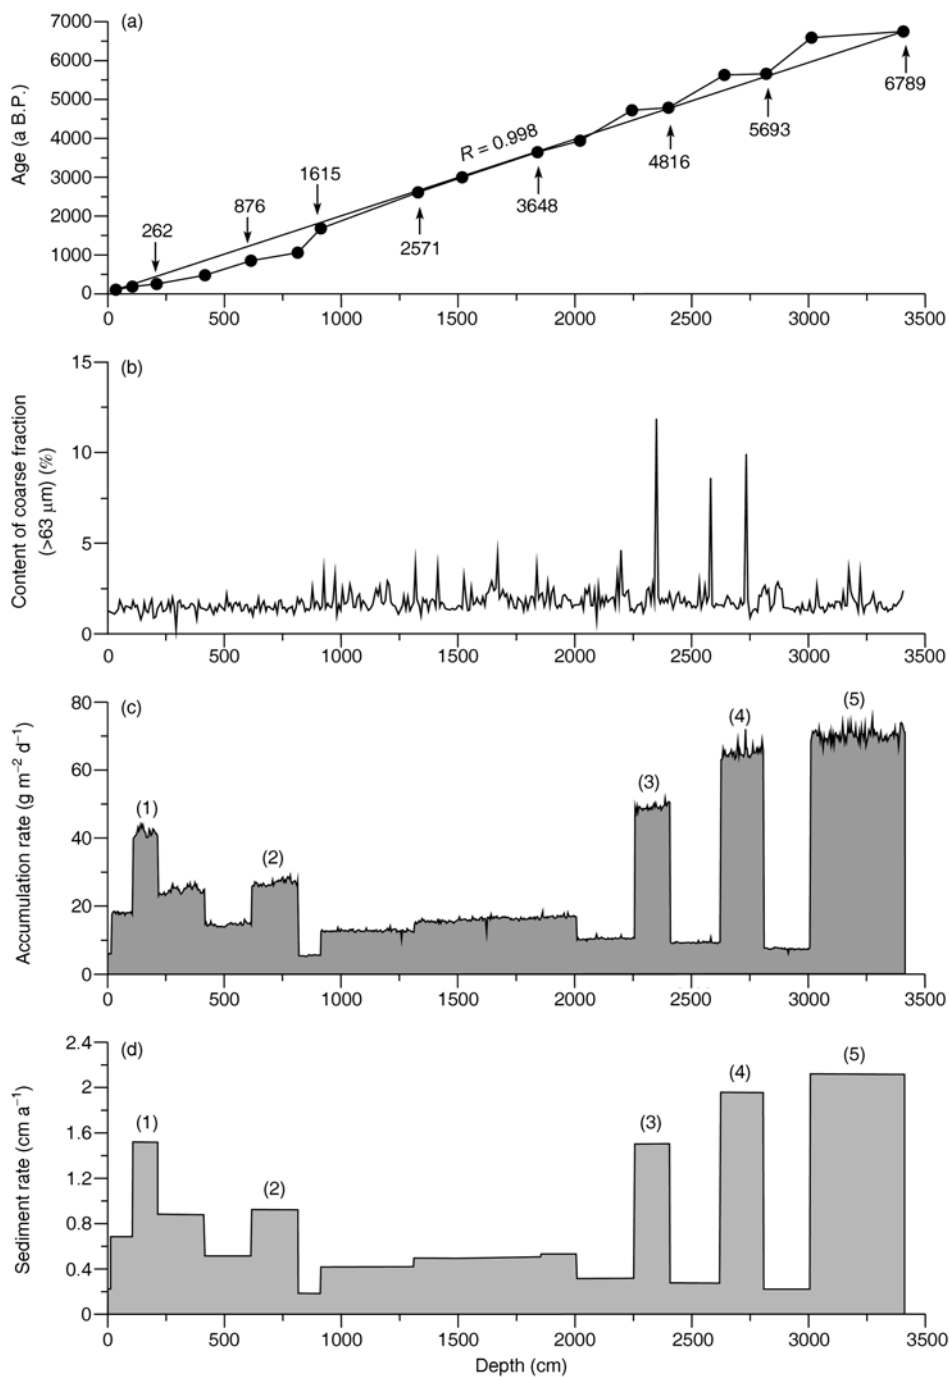 (a)
Age (a B.P.)
7000
6000
5000
4000
3000
2000
1000
0
262
876
1615
2571
R = 0.998
3648
4816
5693
6789
0 500 1000 1500 2000 2500 3000 3500
(b)
Content of coarse fraction
(>63 μm) (%)
15
10
5
0
0 500 1000 1500 2000 2500 3000 3500
(c)
Accumulation rate (g m⁻² d⁻¹)
80
60
40
20
0
(1)
(2)
(3)
(4)
(5)
0 500 1000 1500 2000 2500 3000 3500
(d)
Sediment rate (cm a⁻¹)
2.4
2
1.6
1.2
0.8
0.4
0
(1)
(2)
(3)
(4)
(5)
0 500 1000 1500 2000 2500 3000 3500
Depth (cm)